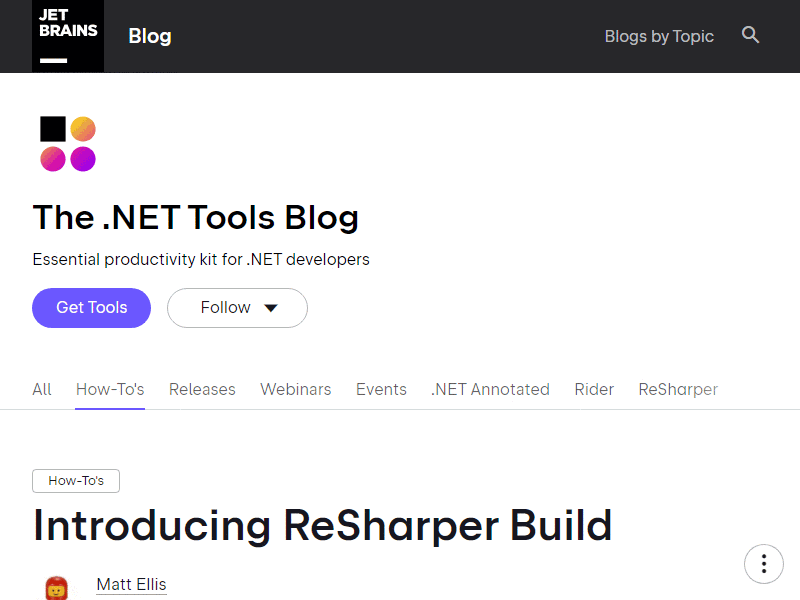 JET
BRAINS
Blog
Blogs by Topic
The .NET Tools Blog
Essential productivity kit for .NET developers
Get Tools
Follow
All How-To's Releases Webinars Events .NET Annotated Rider ReSharper
How-To's
Introducing ReSharper Build
Matt Ellis